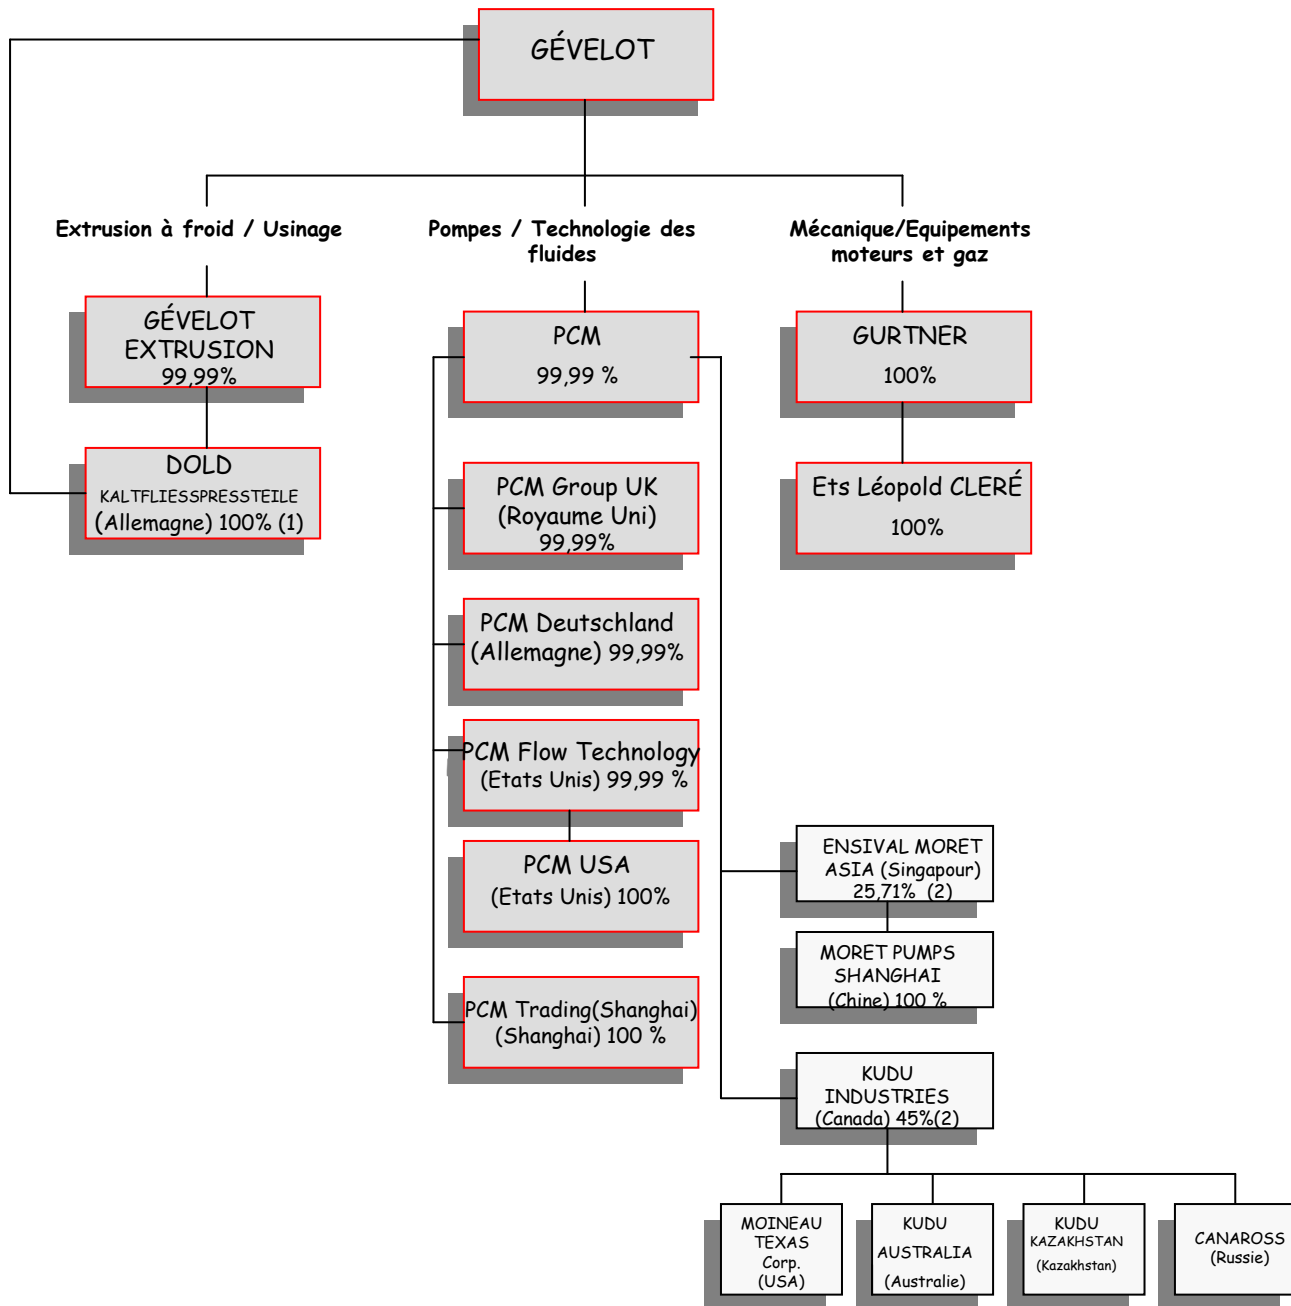 GÉVELOT
Extrusion à froid / Usinage
Pompes / Technologie des
fluides
Mécanique/Equipements
moteurs et gaz
GÉVELOT
EXTRUSION
99,99%
PCM
99,99 %
GURTNER
100%
DOLD
KALTFLIESSPRESSTEILE
(Allemagne) 100% (1)
PCM Group UK
(Royaume Uni)
99,99%
Ets Léopold CLERÉ
100%
PCM Deutschland
(Allemagne) 99,99%
PCM Flow Technology
(Etats Unis) 99,99 %
PCM USA
(Etats Unis) 100%
ENSIVAL MORET
ASIA (Singapour)
25,71% (2)
MORET PUMPS
SHANGHAI
(Chine) 100 %
PCM Trading(Shanghai)
(Shanghai) 100 %
KUDU
INDUSTRIES
(Canada) 45%(2)
MOINEAU
TEXAS
Corp.
(USA)
KUDU
AUSTRALIA
(Australie)
KUDU
KAZAKHSTAN
(Kazakhstan)
CANAROSS
(Russie)